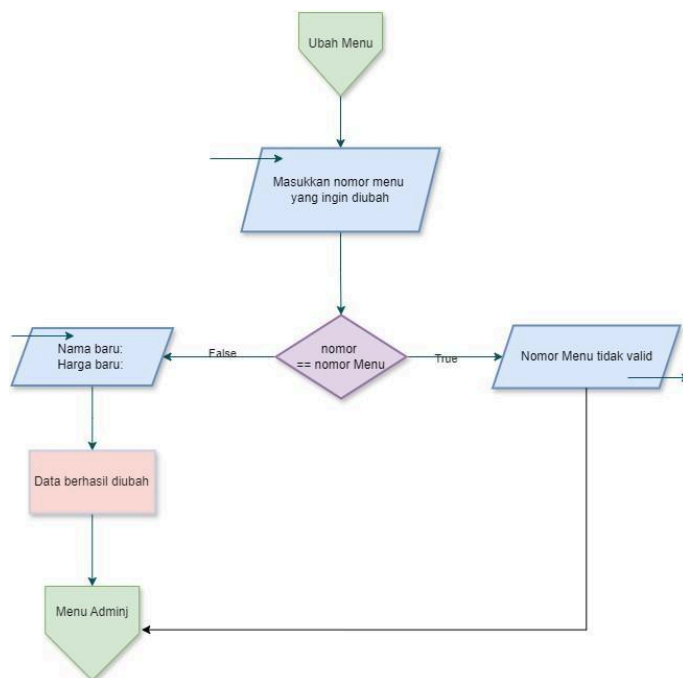 Ubah Menu
Masukkan nomor menu
yang ingin diubah
Nama baru:
Harga baru:
False
nomor
== nomor Menu
True
Nomor Menu tidak valid
Data berhasil diubah
Menu Adminj